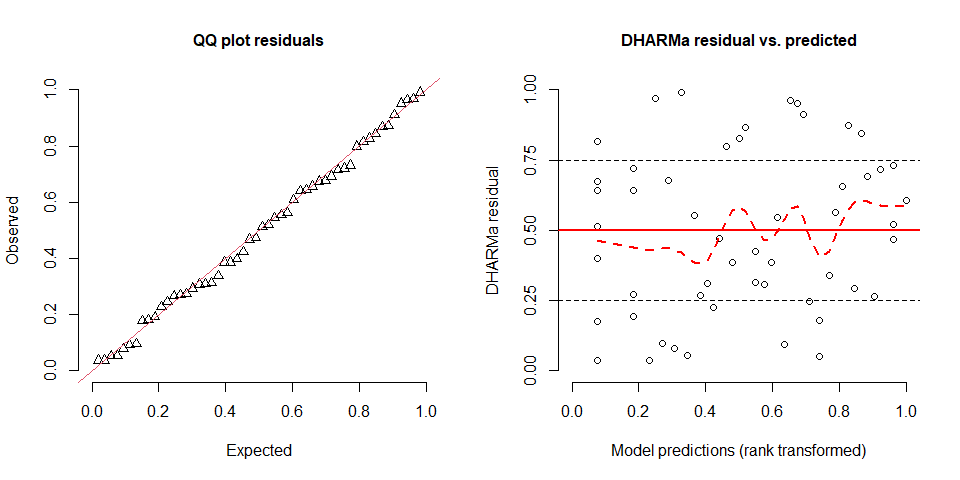 QQ plot residuals
Observed
1.0
0.8
0.6
0.4
0.2
0.0
0.0 0.2 0.4 0.6 0.8 1.0
Expected
DHARMa residual vs. predicted
DHARMa residual
1.00
0.75
0.50
0.25
0.00
0.0 0.2 0.4 0.6 0.8 1.0
Model predictions (rank transformed)